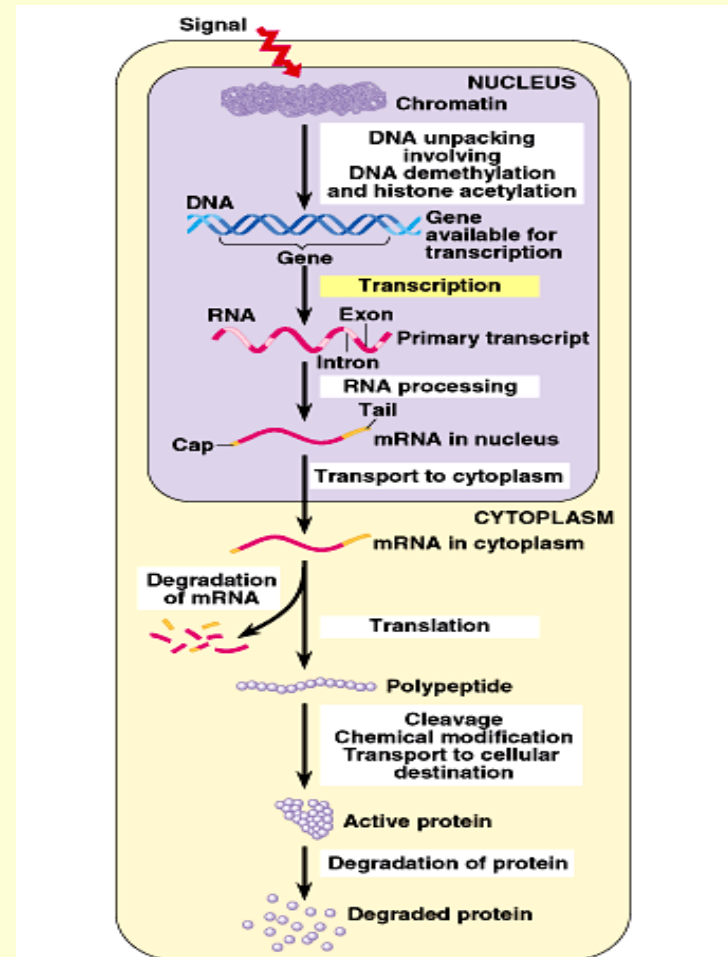 Signal
NUCLEUS
Chromatin
DNA unpacking
involving
DNA demethylation
and histone acetylation
DNA
Gene
available for
transcription
Gene
Transcription
RNA
Exon
Primary transcript
Intron
RNA processing
Tail
Cap
mRNA in nucleus
Transport to cytoplasm
CYTOPLASM
mRNA in cytoplasm
Degradation
of mRNA
Translation
Polypeptide
Cleavage
Chemical modification
Transport to cellular
destination
Active protein
Degradation of protein
Degraded protein